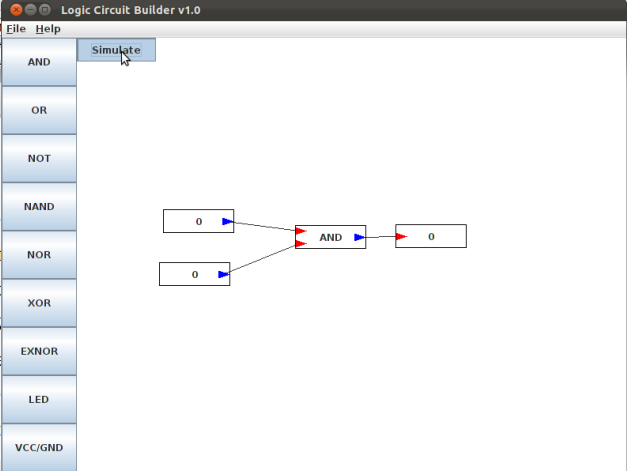 Logic Circuit Builder v1.0
File Help
Simulate
AND
OR
NOT
NAND
NOR
XOR
EXNOR
LED
VCC/GND
0
0
AND
0